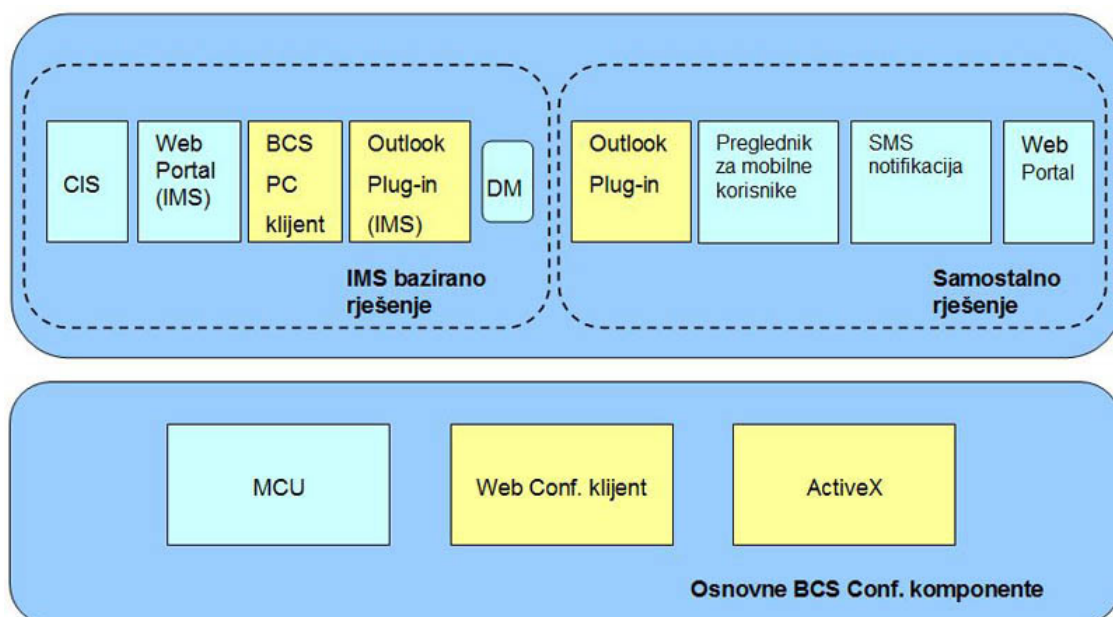 CIS
Web
Portal
(IMS)
BCS
PC
klijent
Outlook
Plug-in
(IMS)
DM
IMS bazirano
rješenje
Outlook
Plug-in
Preglednik
za mobilne
korisnike
SMS
notifikacija
Web
Portal
Samostalno
rješenje
MCU
Web Conf. klijent
ActiveX
Osnovne BCS Conf. komponente